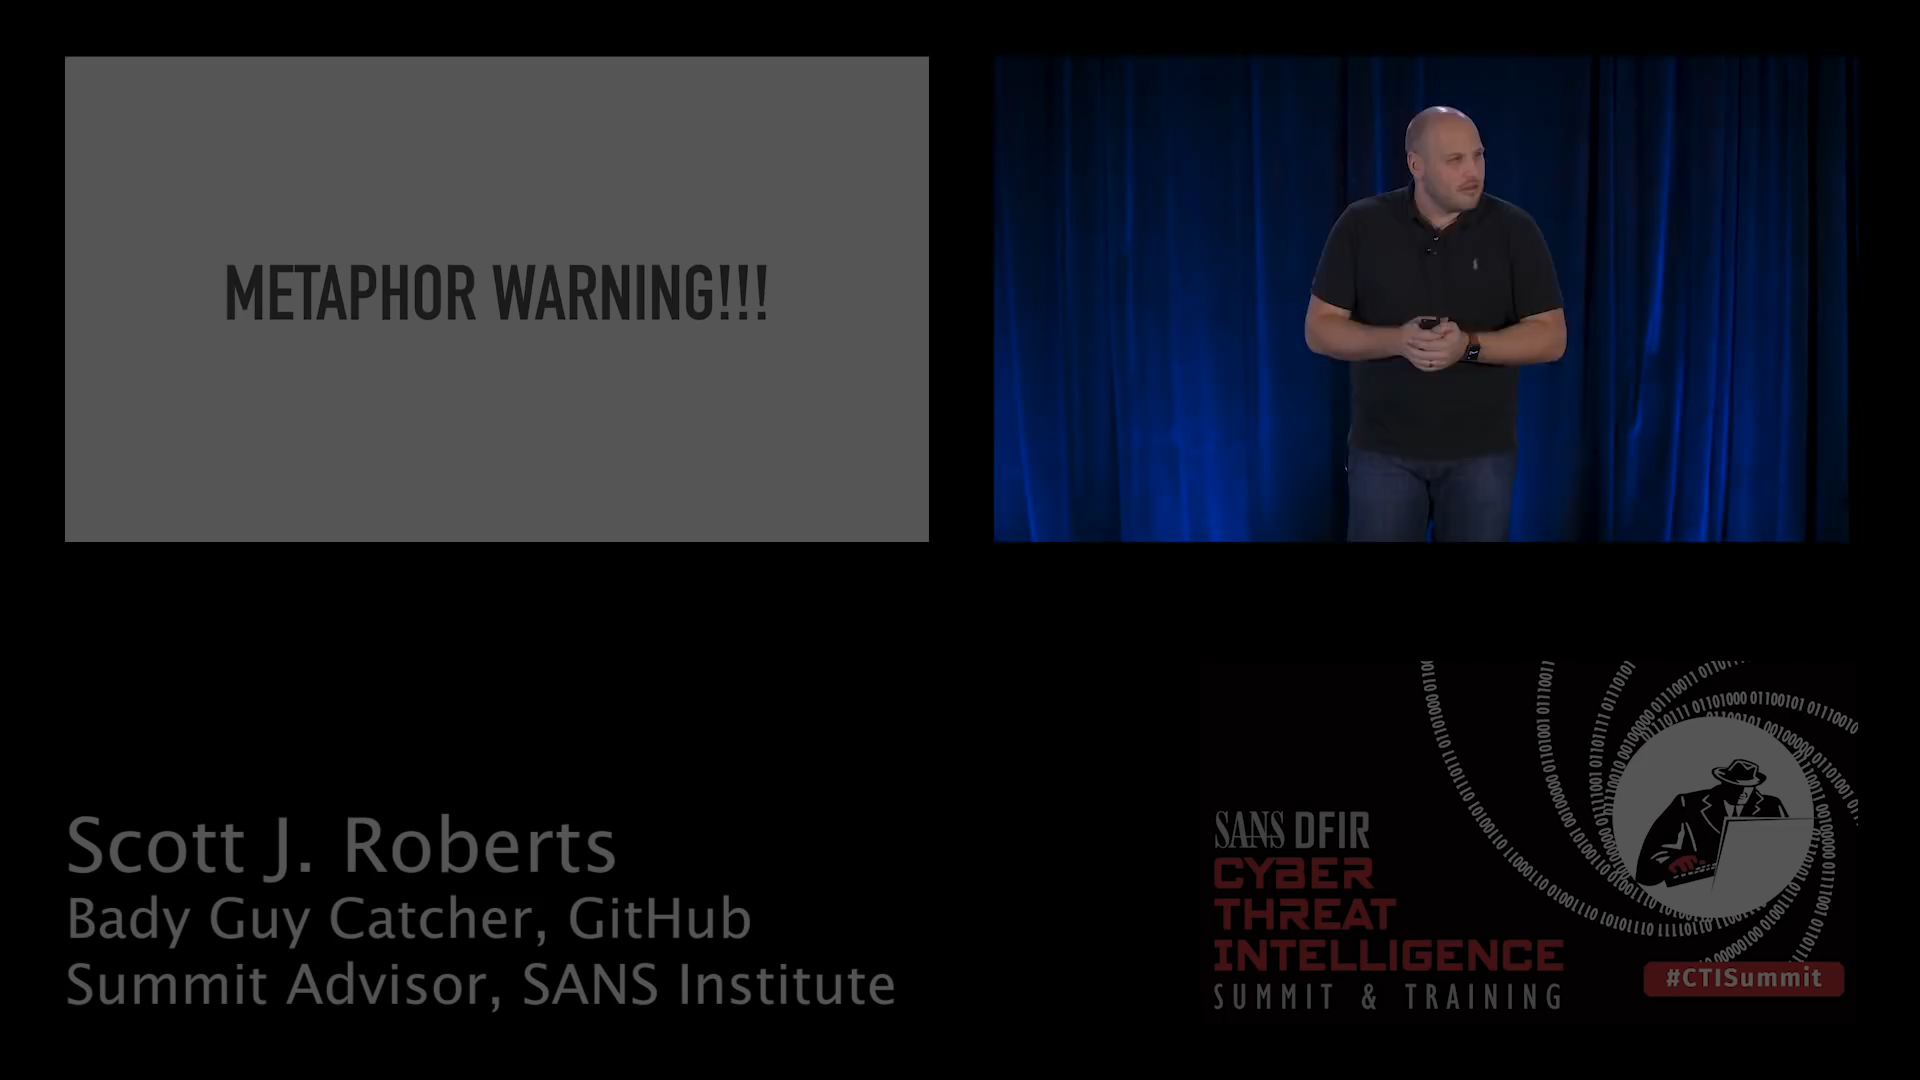 METAPHOR WARNING!!!
Scott J. Roberts
Bady Guy Catcher, GitHub
Summit Advisor, SANS Institute
SANS DFIR
CYBER
THREAT
INTELLIGENCE
SUMMIT & TRAINING
#CTISummit